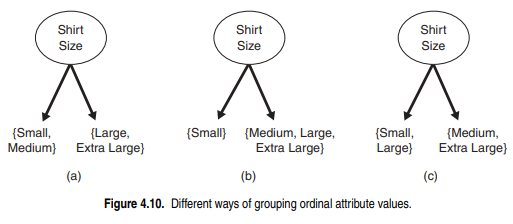 Shirt
Size
Shirt
Size
Shirt
Size
{Small,
Medium}
{Large,
Extra Large}
{Small}
{Medium, Large,
Extra Large}
{Small,
Large}
{Medium,
Extra Large}
(a)
(b)
(c)
Figure 4.10. Different ways of grouping ordinal attribute values.